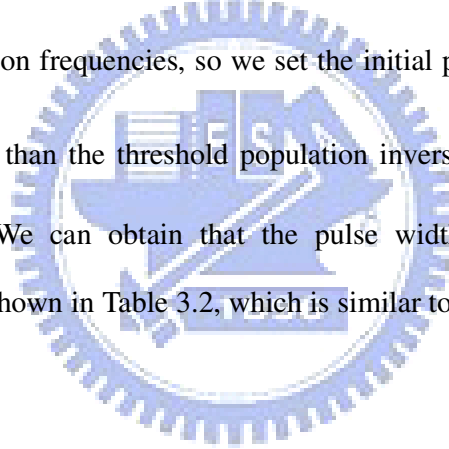 on frequencies, so we set the initial p
than the threshold population invers
We can obtain that the pulse widt
hown in Table 3.2, which is similar to